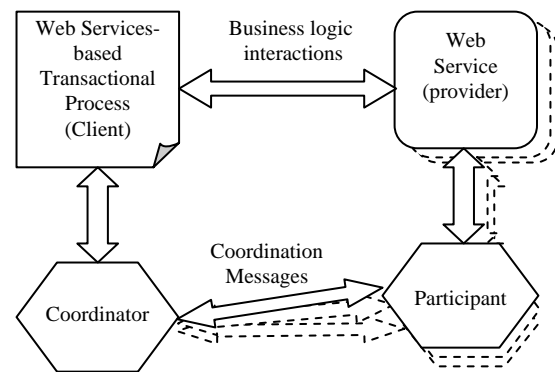 Web Services-
based
Transactional
Process
(Client)
Business logic
interactions
Web
Service
(provider)
Coordination
Messages
Coordinator
Participant